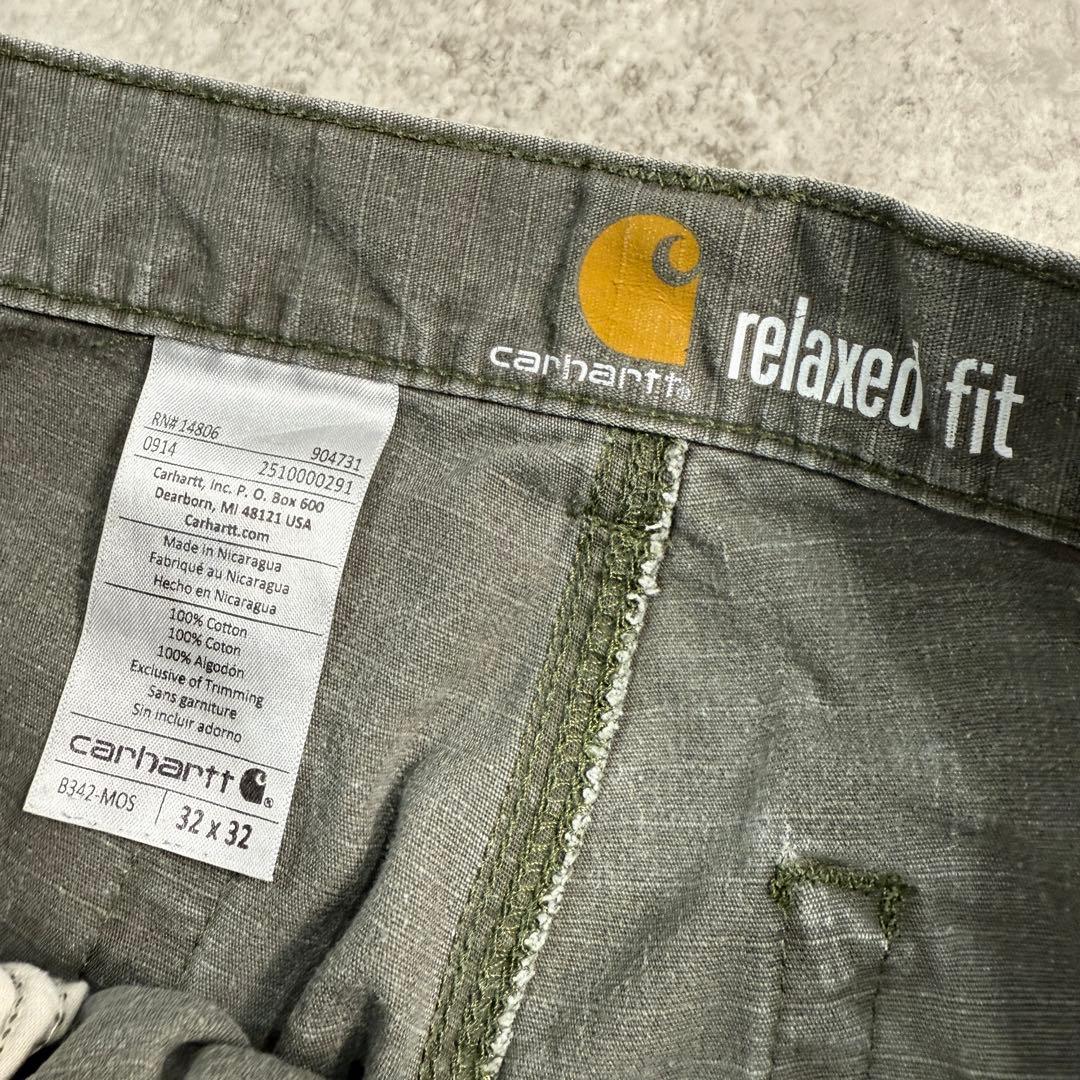 carhartt®
relaxed fit
RN# 14806
904731
0914
2510000291
Carhartt, Inc. P. O. Box 600
Dearborn, MI 48121 USA
Carhartt.com
Made in Nicaragua
Fabriqué au Nicaragua
Hecho en Nicaragua
100% Cotton
100% Coton
100% Algodón
Exclusive of Trimming
Sans garniture
Sin incluir adorno
carhartt®
B342-MOS
32 x 32